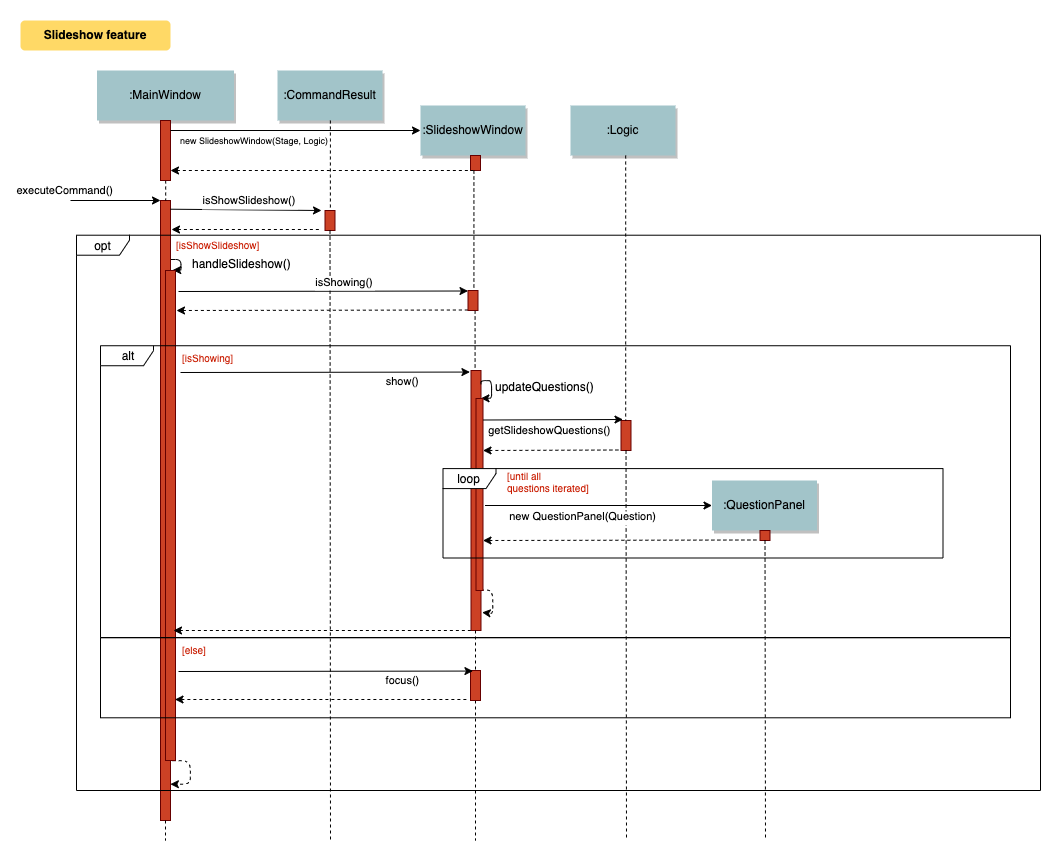 Slideshow feature
:MainWindow
:CommandResult
:SlideshowWindow
:Logic
new SlideshowWindow(Stage, Logic)
executeCommand()
isShowSlideshow()
opt
[isShowSlideshow]
handleSlideshow()
isShowing()
alt
[isShowing]
show()
updateQuestions()
getSlideshowQuestions()
loop
[until all
questions iterated]
:QuestionPanel
new QuestionPanel(Question)
[else]
focus()